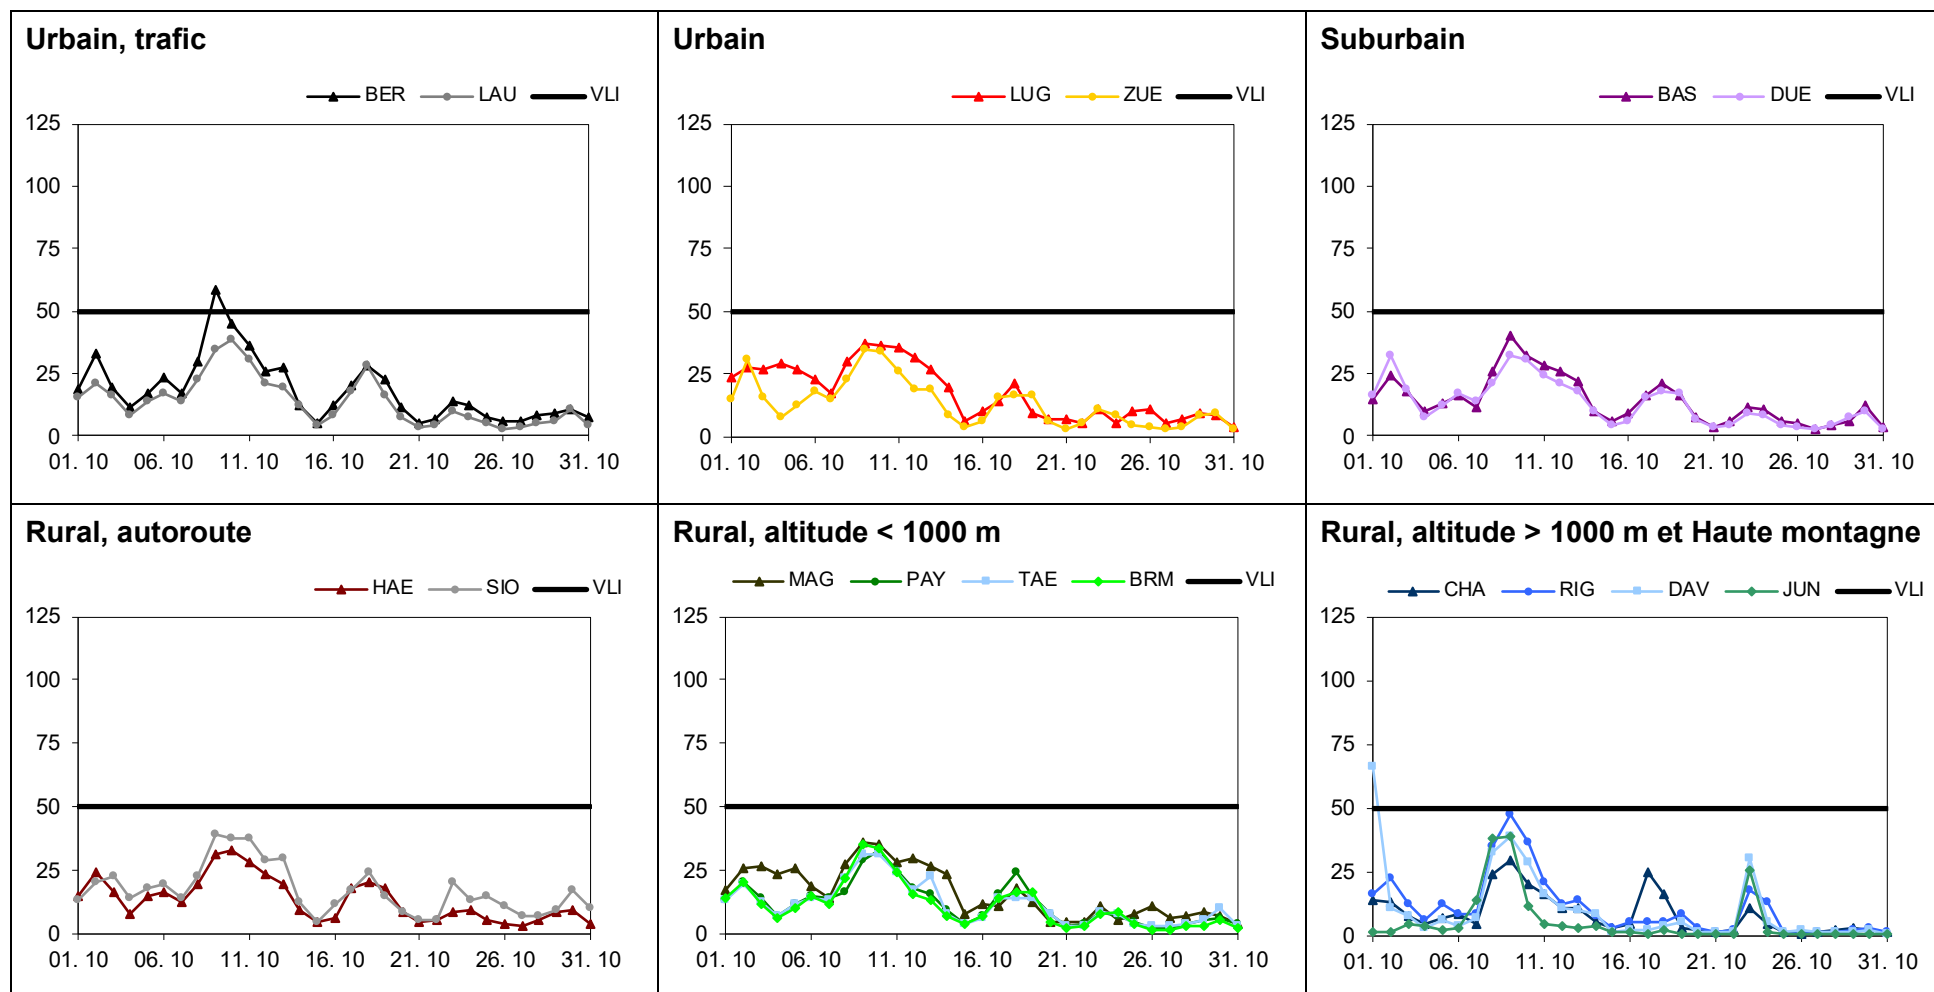 Urbain, trafic
BER LAU VLI
125
100
75
50
25
0
01. 10 06. 10 11. 10 16. 10 21. 10 26. 10 31. 10
Urbain
LUG ZUE VLI
125
100
75
50
25
0
01. 10 06. 10 11. 10 16. 10 21. 10 26. 10 31. 10
Suburbain
BAS DUE VLI
125
100
75
50
25
0
01. 10 06. 10 11. 10 16. 10 21. 10 26. 10 31. 10
Rural, autoroute
HAE SIO VLI
125
100
75
50
25
0
01. 10 06. 10 11. 10 16. 10 21. 10 26. 10 31. 10
Rural, altitude < 1000 m
MAG PAY TAE BRM VLI
125
100
75
50
25
0
01. 10 06. 10 11. 10 16. 10 21. 10 26. 10 31. 10
Rural, altitude > 1000 m et Haute montagne
CHA RIG DAV JUN VLI
125
100
75
50
25
0
01. 10 06. 10 11. 10 16. 10 21. 10 26. 10 31. 10